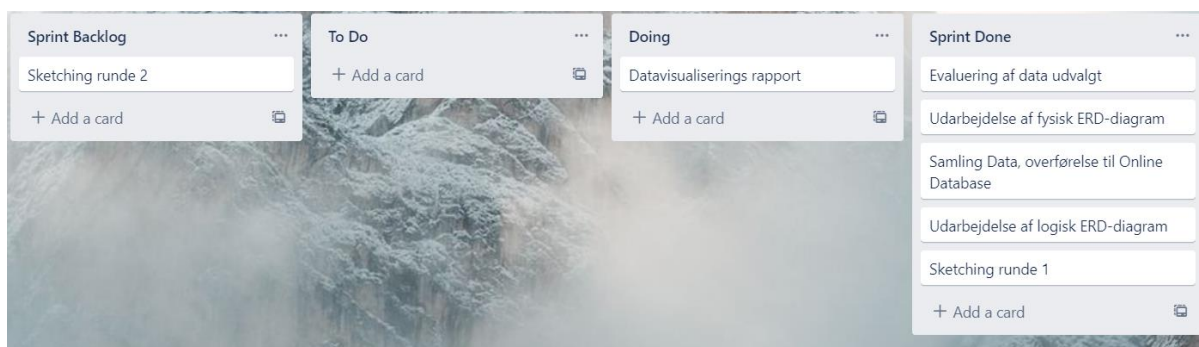 Sprint Backlog
Sketching runde 2
+ Add a card
To Do
+ Add a card
Doing
Datavisualiserings rapport
+ Add a card
Sprint Done
Evaluering af data udvalgt
Udarbejdelse af fysisk ERD-diagram
Samling Data, overførelse til Online
Database
Udarbejdelse af logisk ERD-diagram
Sketching runde 1
+ Add a card